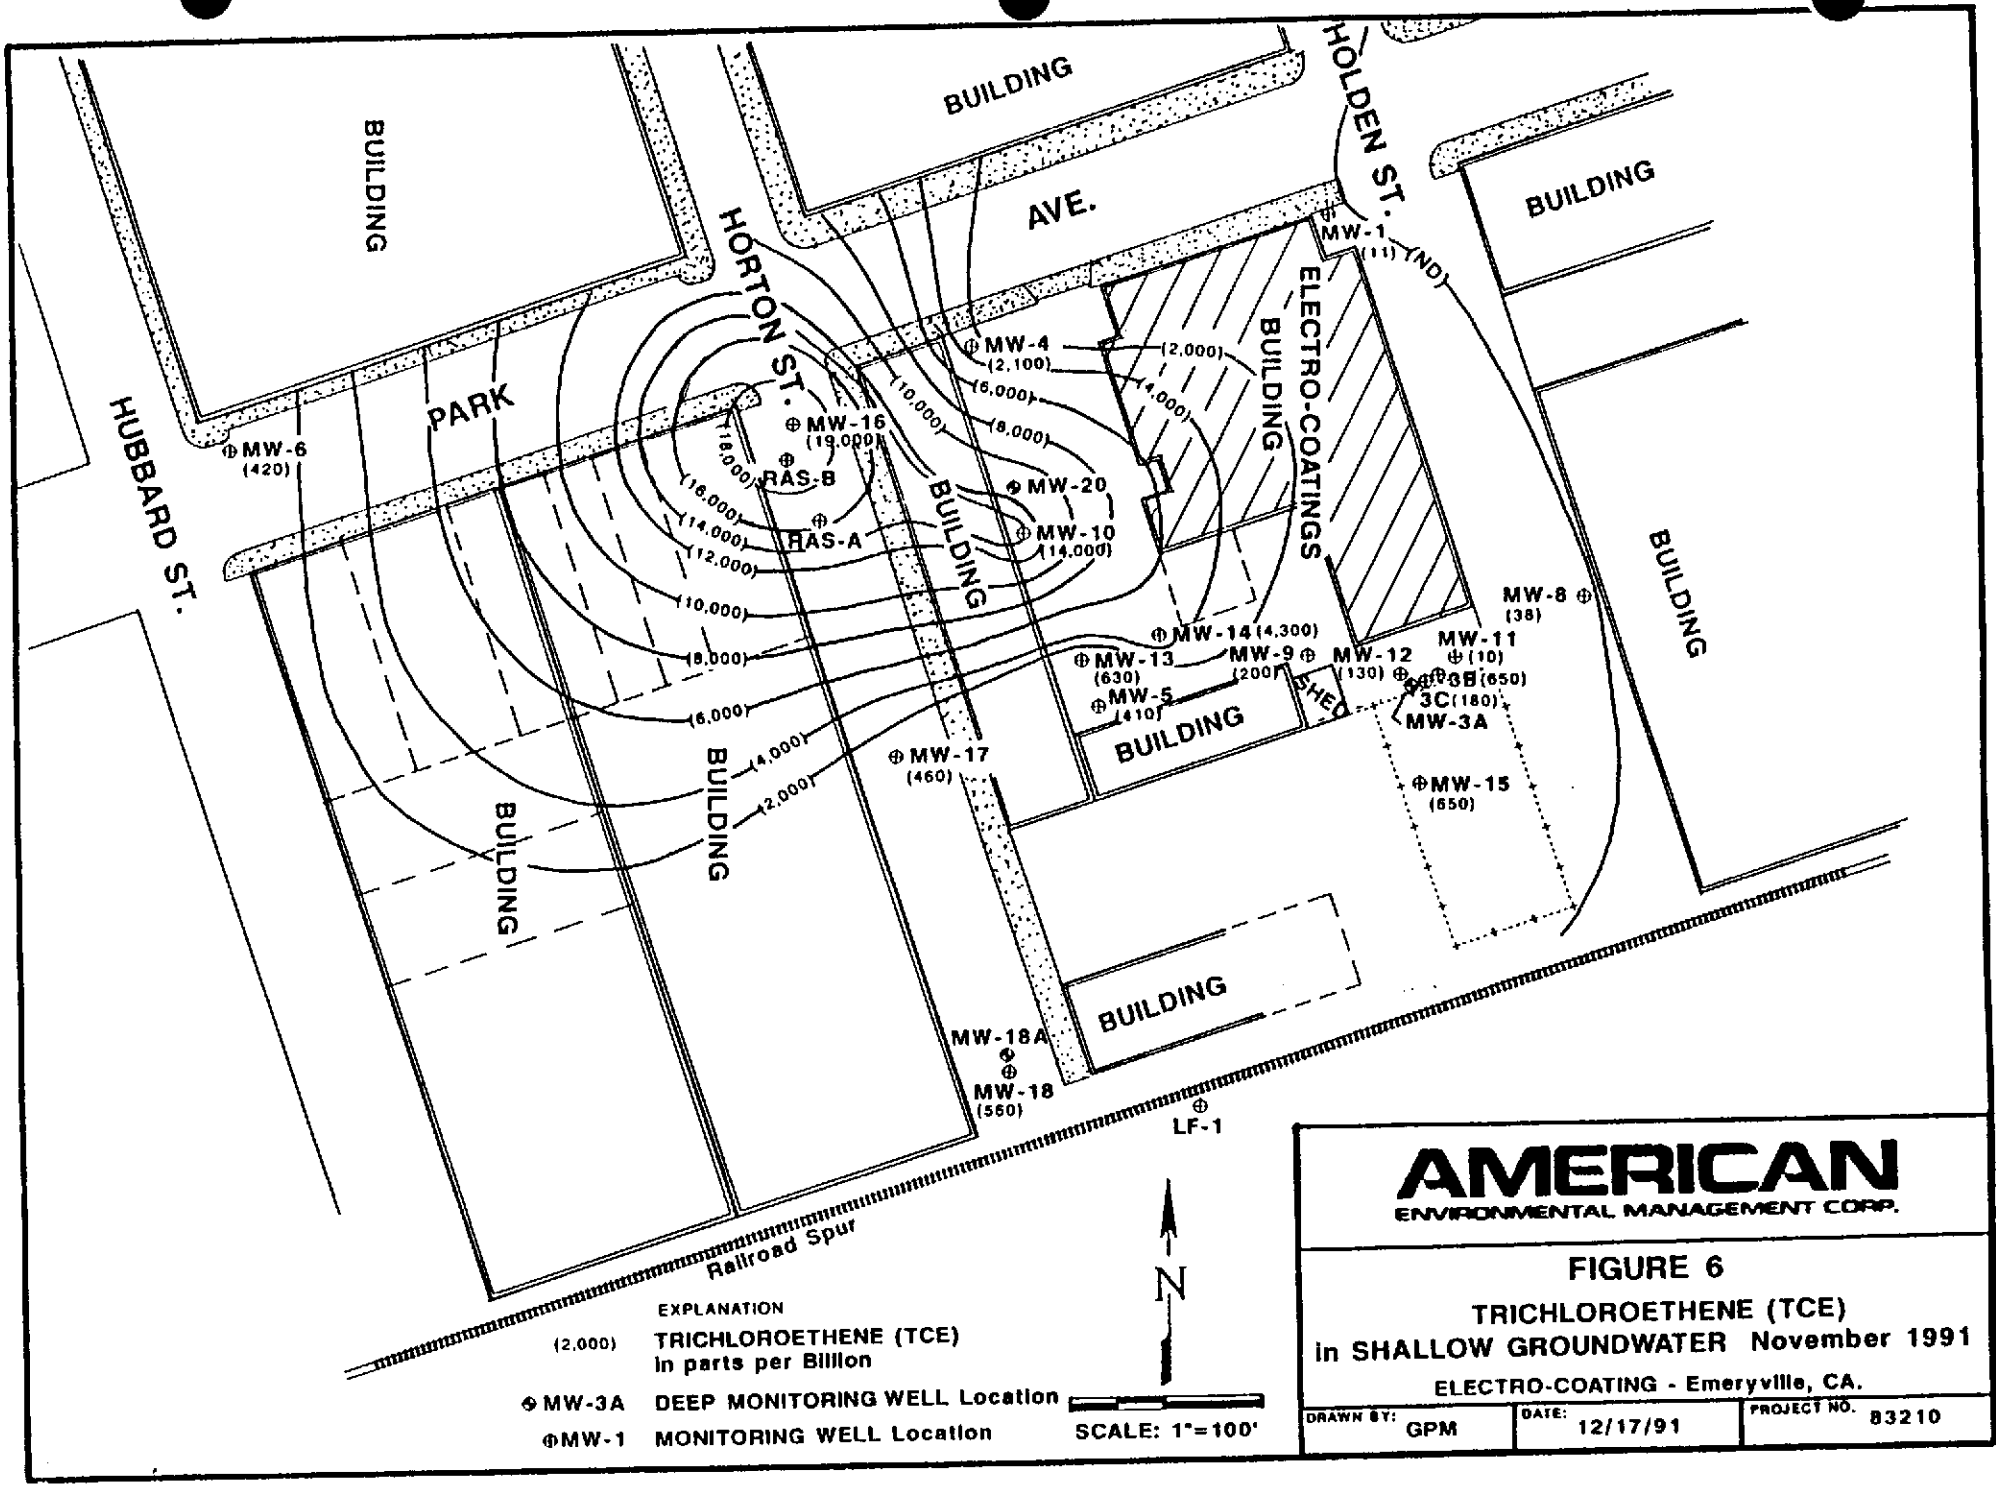 BUILDING
BUILDING
HOLDEN ST.
BUILDING
AVE.
HORTON ST.
MW-1
(11)
(ND)
ELECTRO-COATINGS
BUILDING
MW-4
(2,100)
(2,000)
(4,000)
(6,000)
(8,000)
(10,000)
PARK
HUBBARD ST.
MW-6
(420)
MW-16
(19,000)
(18,000)
RAS-B
(16,000)
(14,000)
RAS-A
(12,000)
(10,000)
(8,000)
(6,000)
(4,000)
(2,000)
BUILDING
MW-20
MW-10
(14,000)
BUILDING
MW-8
(38)
MW-14 (4,300)
MW-13
(630)
MW-9
(200)
MW-12
(130)
MW-11
(10)
3B(650)
3C(180)
MW-3A
SHED
MW-5
(410)
BUILDING
MW-17
(460)
MW-15
(650)
BUILDING
BUILDING
BUILDING
MW-18A
MW-18
(560)
LF-1
Railroad Spur
N
EXPLANATION
(2,000) TRICHLOROETHENE (TCE)
in parts per Billion
MW-3A DEEP MONITORING WELL Location
MW-1 MONITORING WELL Location
SCALE: 1"=100'
AMERICAN
ENVIRONMENTAL MANAGEMENT CORP.
FIGURE 6
TRICHLOROETHENE (TCE)
in SHALLOW GROUNDWATER November 1991
ELECTRO-COATING - Emeryville, CA.
DRAWN BY: GPM
DATE: 12/17/91
PROJECT NO. 83210